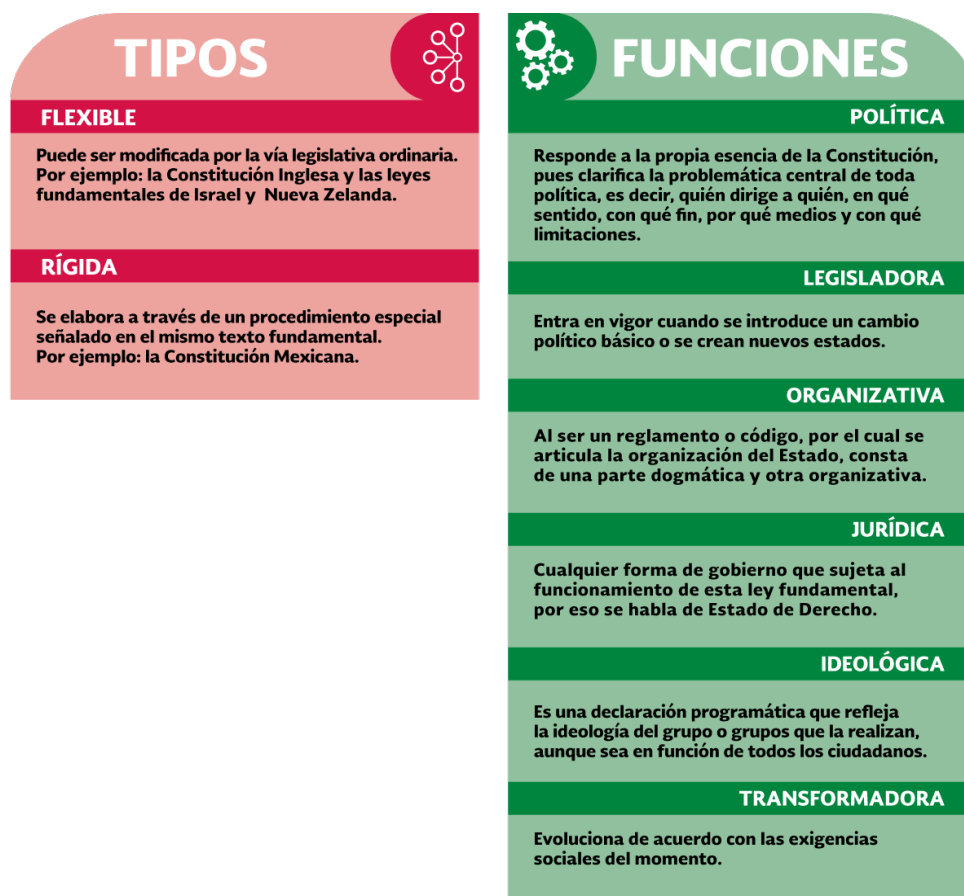 TIPOS
FLEXIBLE
Puede ser modificada por la vía legislativa ordinaria.
Por ejemplo: la Constitución Inglesa y las leyes
fundamentales de Israel y Nueva Zelanda.
RÍGIDA
Se elabora a través de un procedimiento especial
señalado en el mismo texto fundamental.
Por ejemplo: la Constitución Mexicana.
FUNCIONES
POLÍTICA
Responde a la propia esencia de la Constitución,
pues clarifica la problemática central de toda
política, es decir, quién dirige a quién, en qué
sentido, con qué fin, por qué medios y con qué
limitaciones.
LEGISLADORA
Entra en vigor cuando se introduce un cambio
político básico o se crean nuevos estados.
ORGANIZATIVA
Al ser un reglamento o código, por el cual se
articula la organización del Estado, consta
de una parte dogmática y otra organizativa.
JURÍDICA
Cualquier forma de gobierno que sujeta al
funcionamiento de esta ley fundamental,
por eso se habla de Estado de Derecho.
IDEOLÓGICA
Es una declaración programática que refleja
la ideología del grupo o grupos que la realizan,
aunque sea en función de todos los ciudadanos.
TRANSFORMADORA
Evoluciona de acuerdo con las exigencias
sociales del momento.